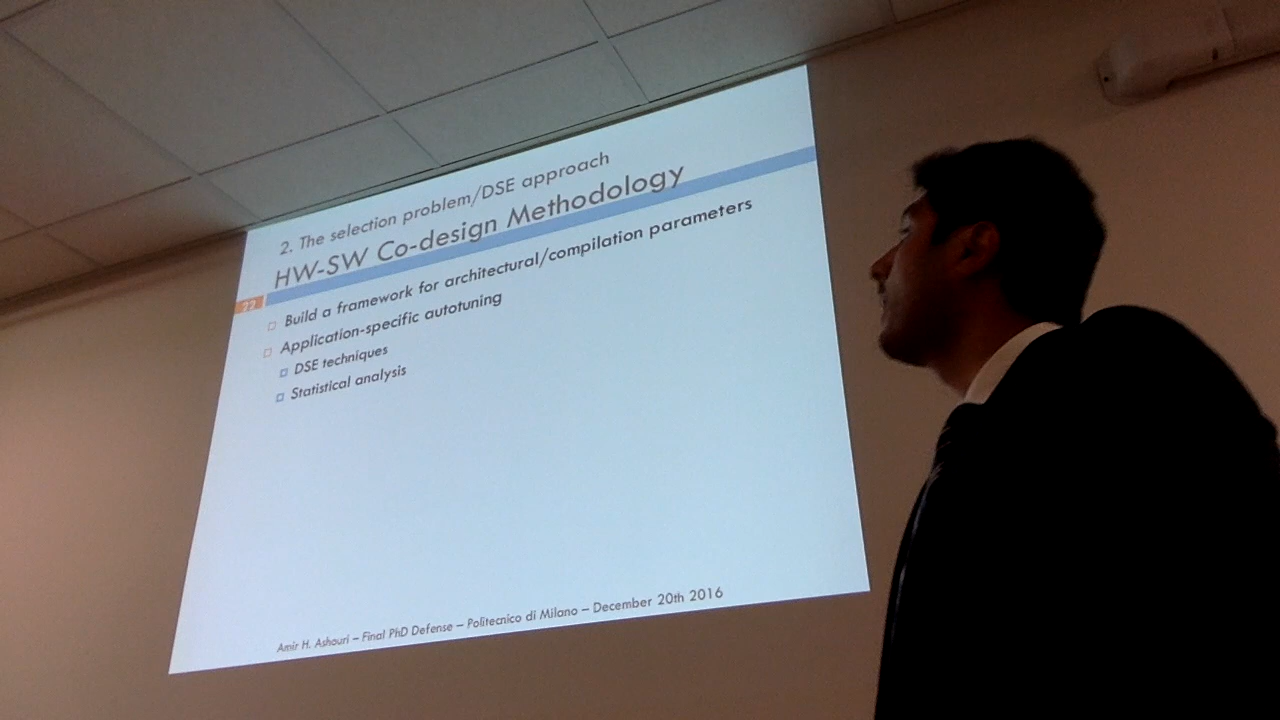 2. The selection problem/DSE approach
HW-SW Co-design Methodology
22
Build a framework for architectural/compilation parameters
Application-specific autotuning
DSE techniques
Statistical analysis
Amir H. Ashouri – Final PhD Defense – Politecnico di Milano – December 20th 2016